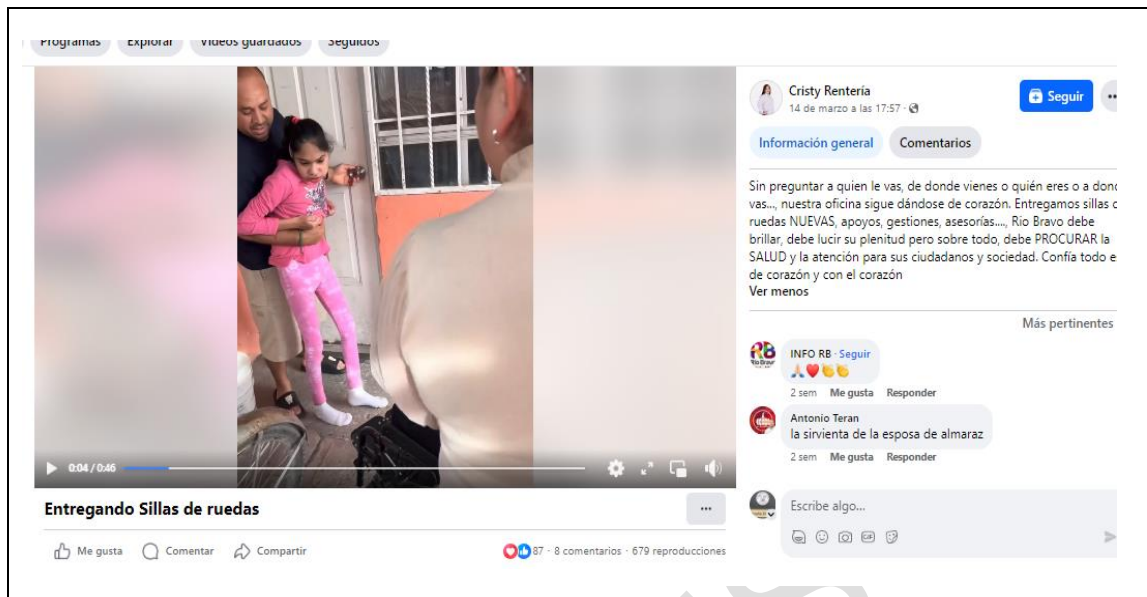 Programas Explorar Videos guardados Seguidos
Cristy Rentería
Seguir
14 de marzo a las 17:57
Información general Comentarios
Sin preguntar a quien le vas, de donde vienes o quién eres o a dond
vas..., nuestra oficina sigue dándose de corazón. Entregamos sillas
ruedas NUEVAS, apoyos, gestiones, asesorías...., Rio Bravo debe
brillar, debe lucir su plenitud pero sobre todo, debe PROCURAR la
SALUD y la atención para sus ciudadanos y sociedad. Confía todo e
de corazón y con el corazón
Ver menos
Más pertinentes
RB
INFO RB · Seguir
2 sem Me gusta Responder
Antonio Teran
la sirvienta de la esposa de almaraz
2 sem Me gusta Responder
Escribe algo...
GIF
0:04 / 0:46
Entregando Sillas de ruedas
Me gusta Comentar Compartir
87 · 8 comentarios · 679 reproducciones